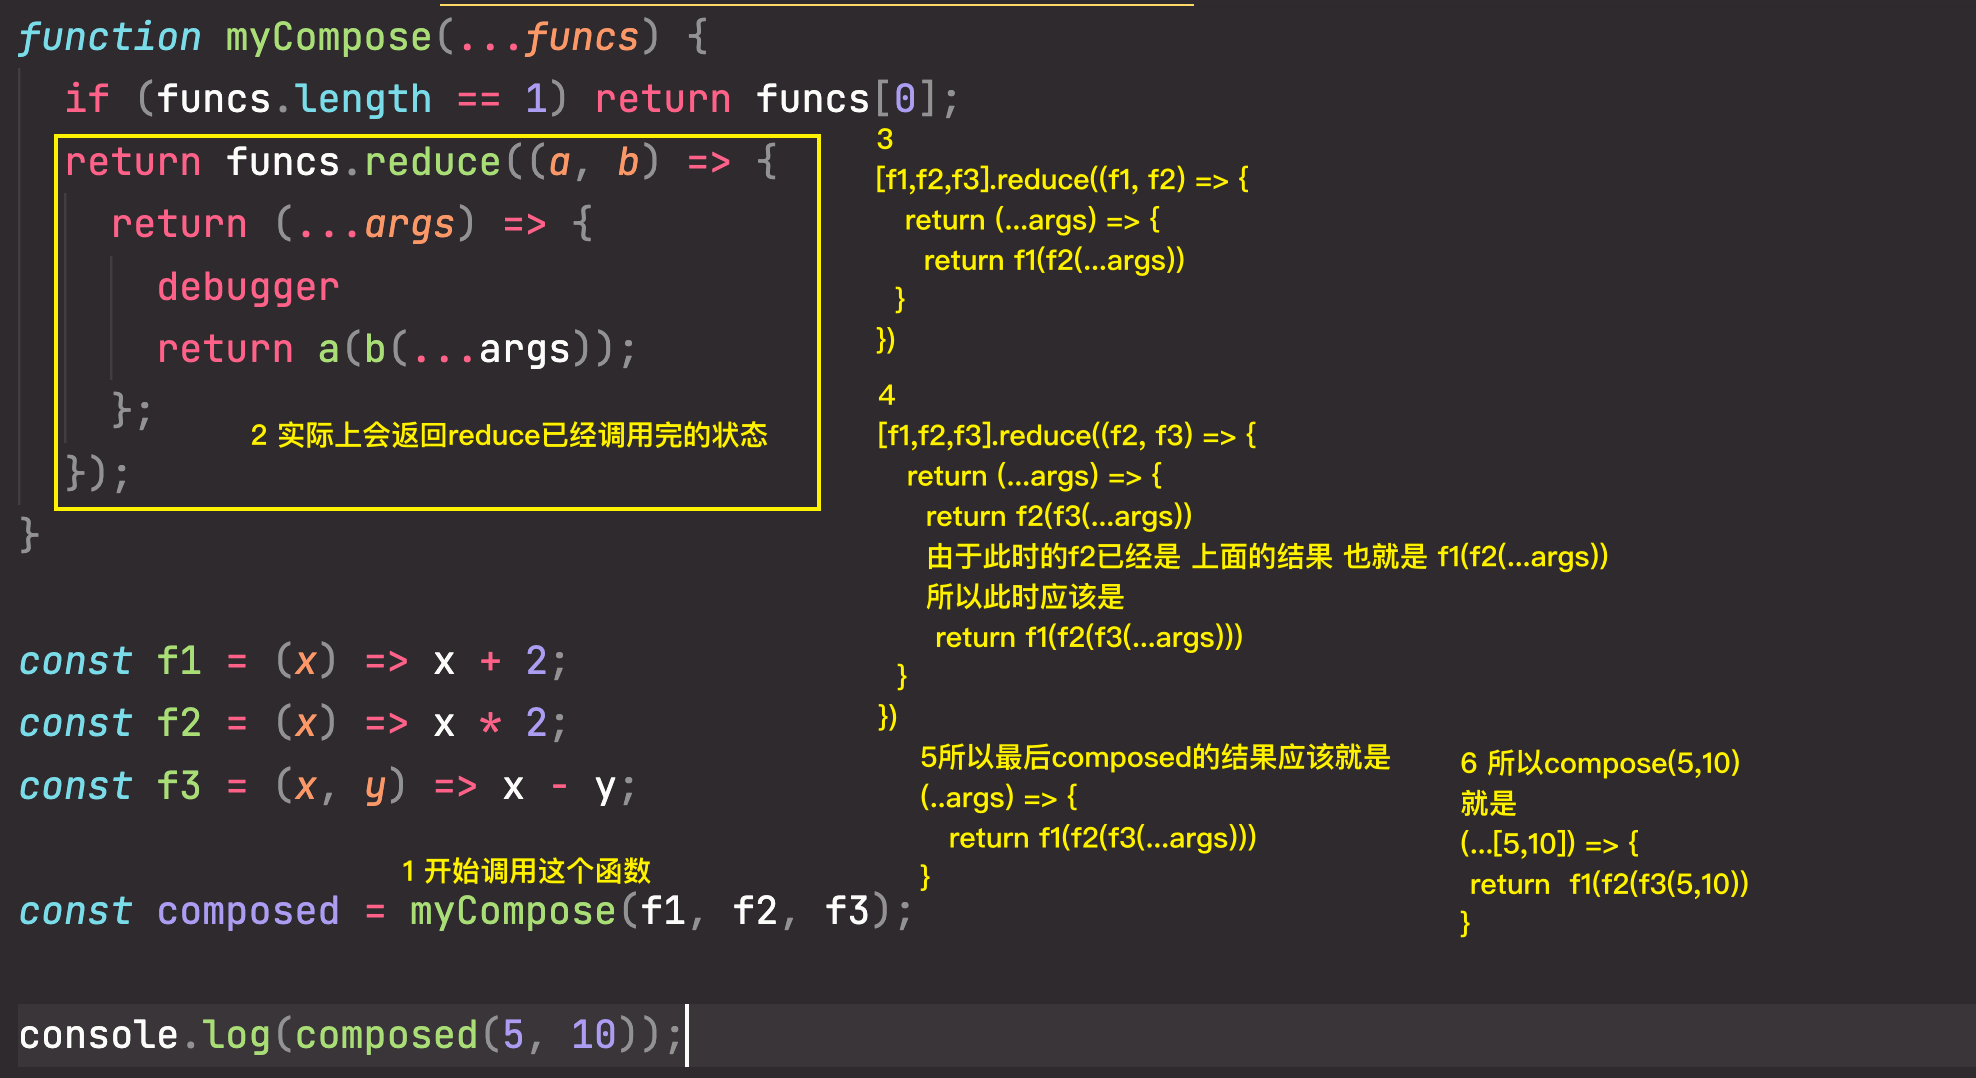 function myCompose(...funcs) {
if (funcs.length == 1) return funcs[0];
return funcs.reduce((a, b) => {
return (...args) => {
debugger
return a(b(...args));
};
2 实际上会返回reduce已经调用完的状态
});
}
const f1 = (x) => x + 2;
const f2 = (x) => x * 2;
const f3 = (x, y) => x - y;
1 开始调用这个函数
const composed = myCompose(f1, f2, f3);
console.log(composed(5, 10));
3
[f1,f2,f3].reduce((f1, f2) => {
return (...args) => {
return f1(f2(...args))
}
})
4
[f1,f2,f3].reduce((f2, f3) => {
return (...args) => {
return f2(f3(...args))
由于此时的f2已经是 上面的结果 也就是 f1(f2(...args))
所以此时应该是
return f1(f2(f3(...args)))
}
})
5所以最后composed的结果应该就是
(..args) => {
return f1(f2(f3(...args)))
}
6 所以compose(5,10)
就是
(...[5,10]) => {
return f1(f2(f3(5,10))
}